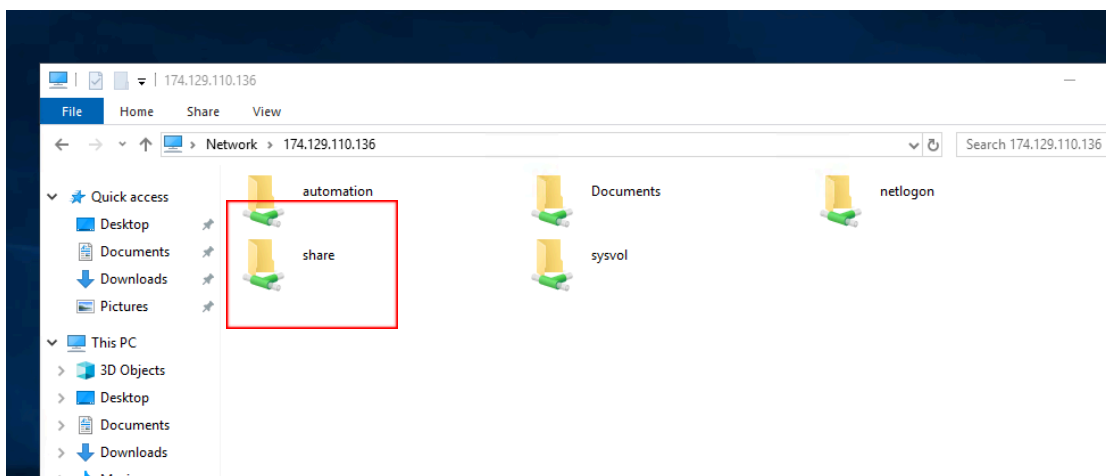 174.129.110.136
File Home Share View
Network > 174.129.110.136
Search 174.129.110.136
Quick access
Desktop
Documents
Downloads
Pictures
This PC
3D Objects
Desktop
Documents
Downloads
automation Documents netlogon
share sysvol